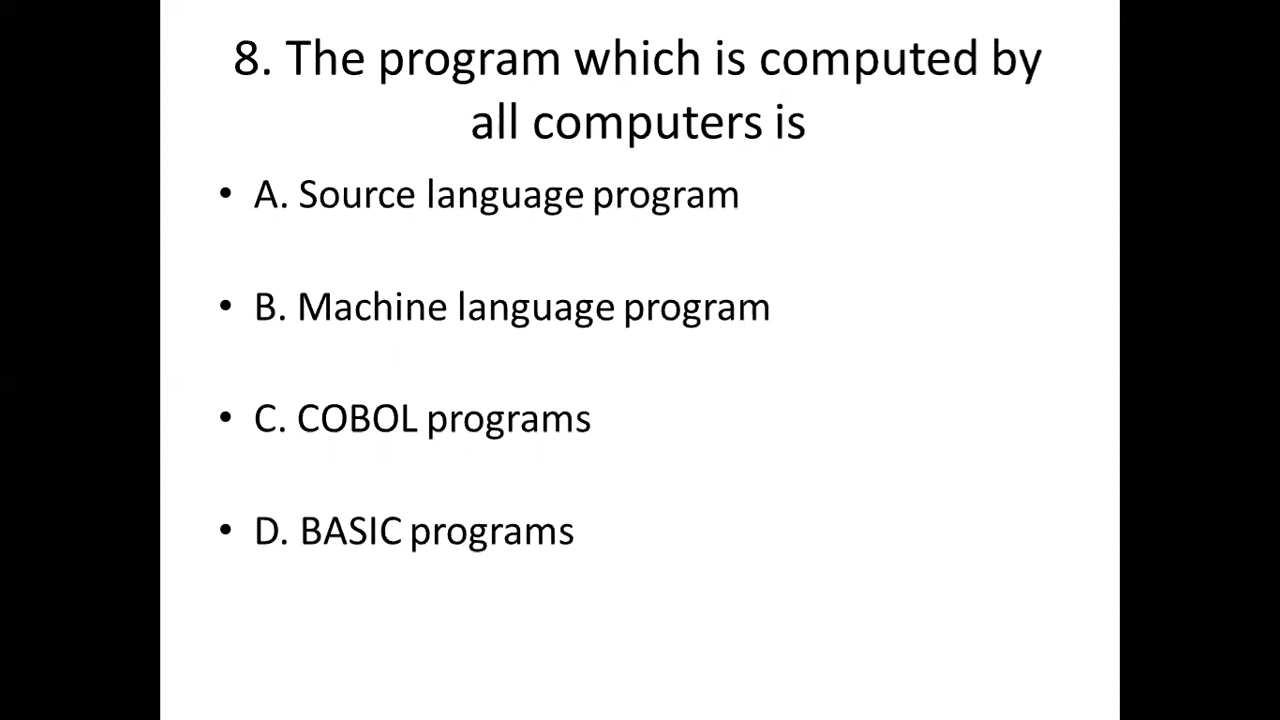 8. The program which is computed by
all computers is
• A. Source language program
• B. Machine language program
• C. COBOL programs
• D. BASIC programs